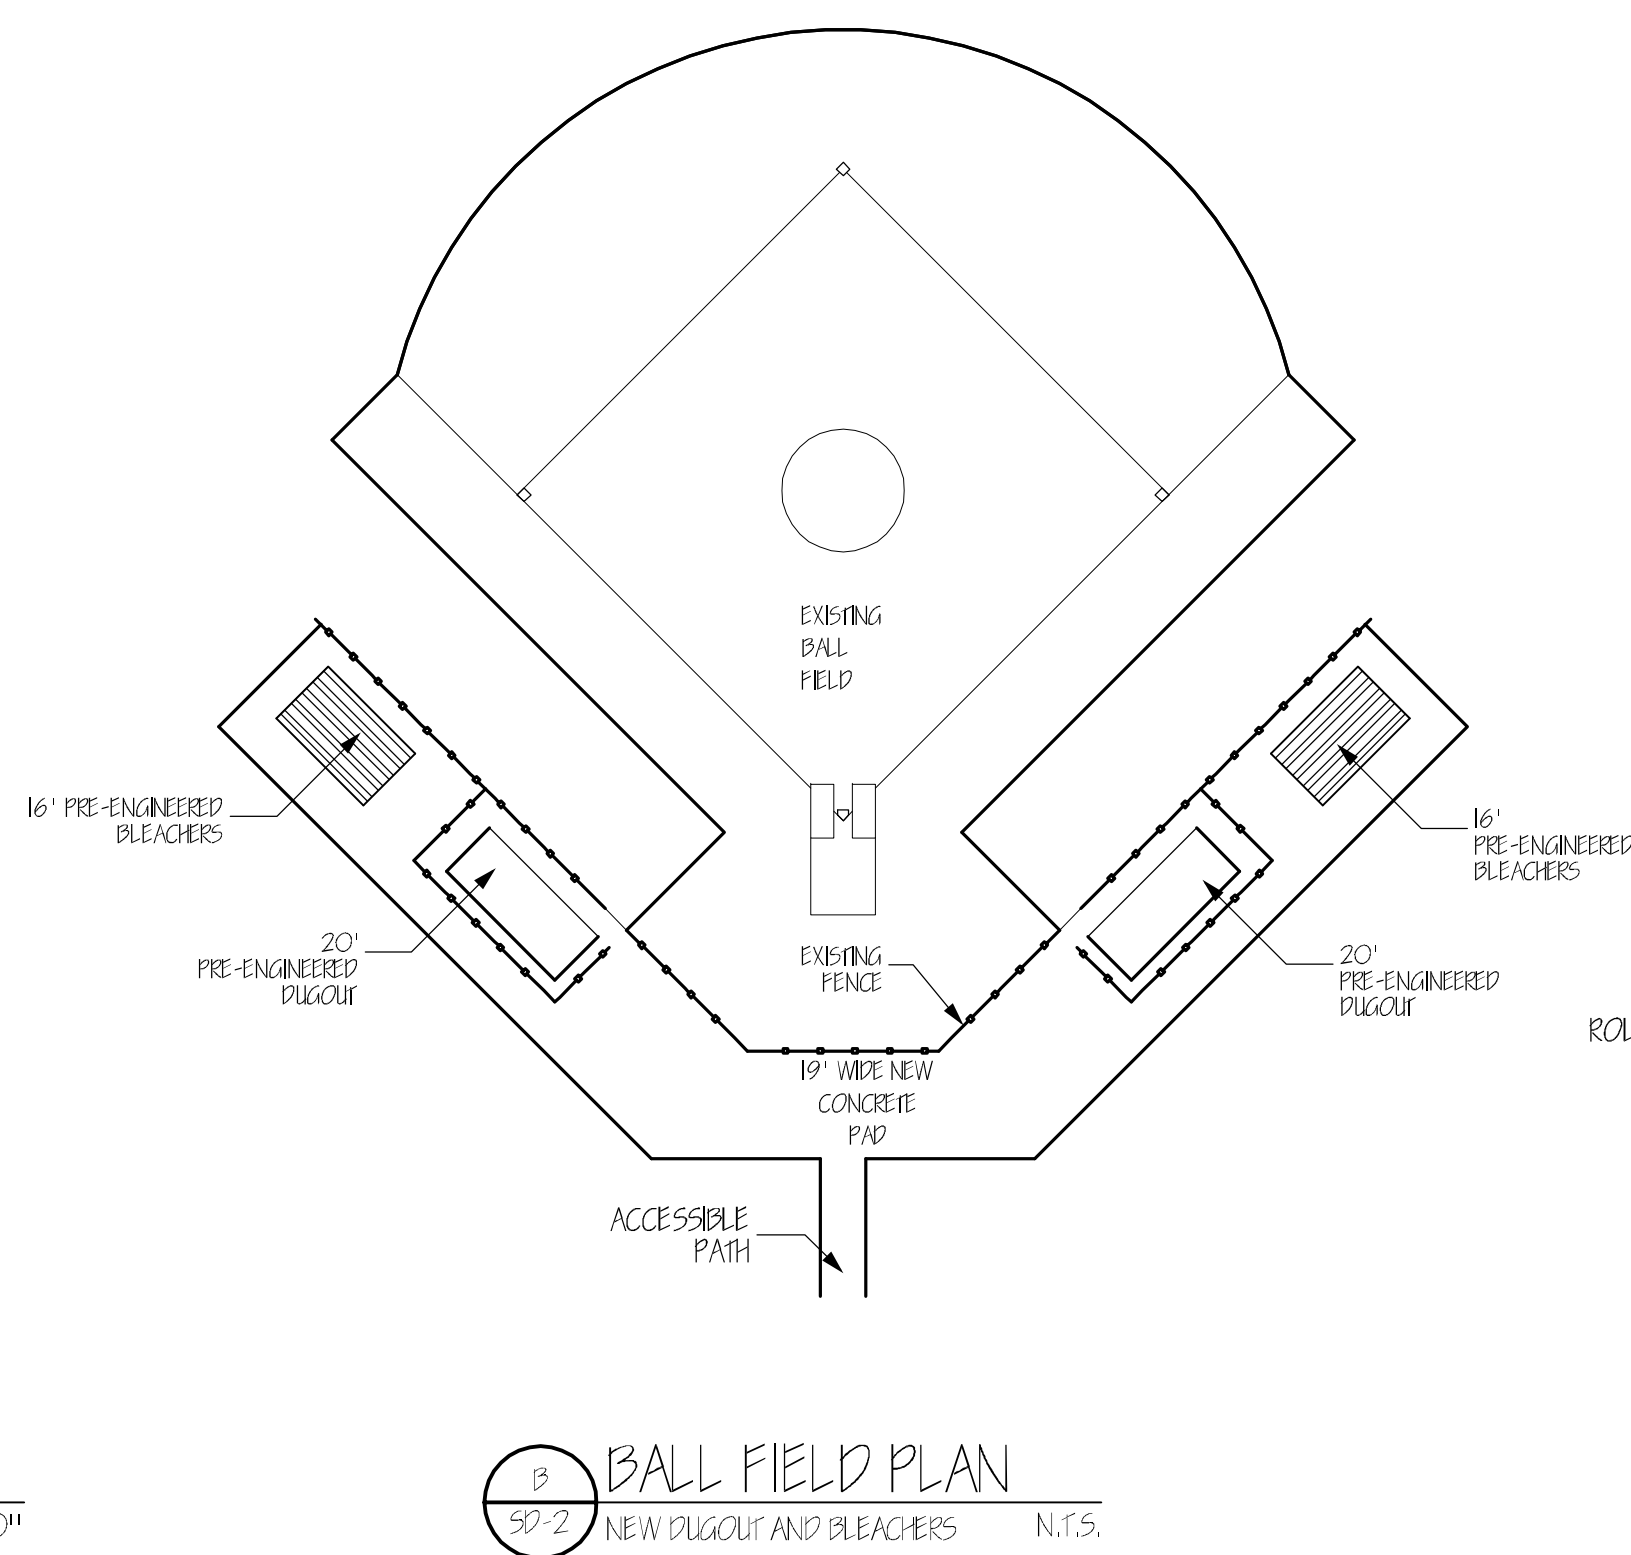 EXISTING
BALL
FIELD
16' PRE-ENGINEERED
BLEACHERS
16'
PRE-ENGINEERED
BLEACHERS
20'
PRE-ENGINEERED
DUGOUT
EXISTING
FENCE
20'
PRE-ENGINEERED
DUGOUT
ROL
19' WIDE NEW
CONCRETE
PAD
ACCESSIBLE
PATH
B
SD-2
BALL FIELD PLAN
NEW DUGOUT AND BLEACHERS N.T.S.